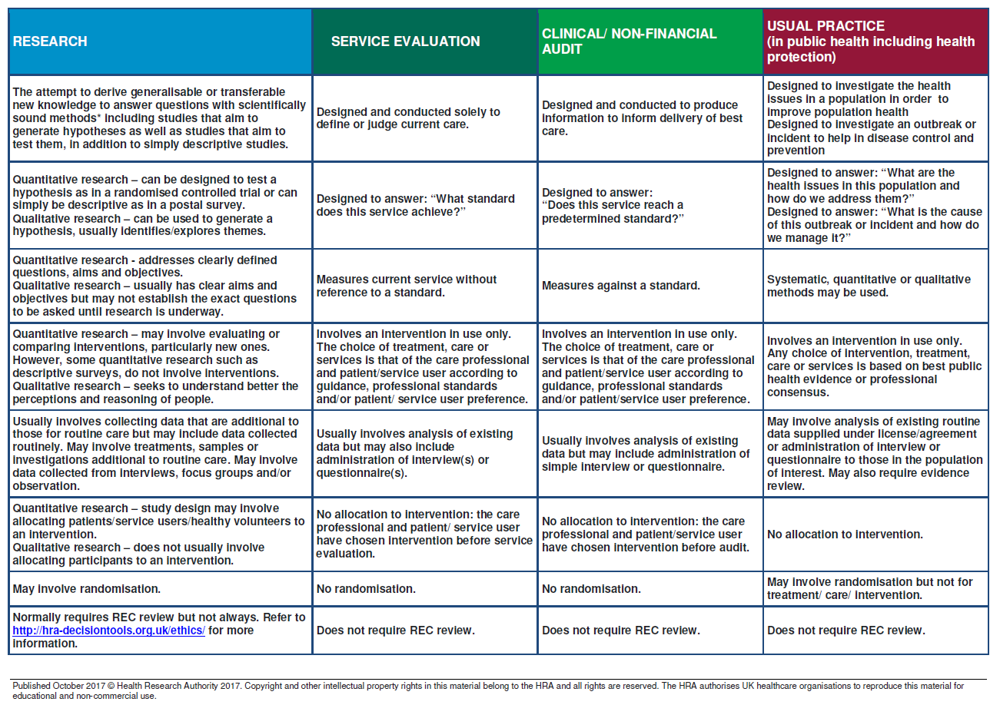 RESEARCH
SERVICE EVALUATION
CLINICAL/ NON-FINANCIAL
AUDIT
USUAL PRACTICE
(in public health including health
protection)
The attempt to derive generalisable or transferable
new knowledge to answer questions with scientifically
sound methods* including studies that aim to
generate hypotheses as well as studies that aim to
test them, in addition to simply descriptive studies.
Designed and conducted solely to
define or judge current care.
Designed and conducted to produce
information to inform delivery of best
care.
Designed to investigate the health
issues in a population in order to
improve population health
Designed to investigate an outbreak or
incident to help in disease control and
prevention
Quantitative research – can be designed to test a
hypothesis as in a randomised controlled trial or can
simply be descriptive as in a postal survey.
Qualitative research – can be used to generate a
hypothesis, usually identifies/explores themes.
Designed to answer: “What standard
does this service achieve?”
Designed to answer:
“Does this service reach a
predetermined standard?”
Designed to answer: “What are the
health issues in this population and
how do we address them?”
Designed to answer: “What is the cause
of this outbreak or incident and how do
we manage it?”
Quantitative research - addresses clearly defined
questions, aims and objectives.
Qualitative research – usually has clear aims and
objectives but may not establish the exact questions
to be asked until research is underway.
Measures current service without
reference to a standard.
Measures against a standard.
Systematic, quantitative or qualitative
methods may be used.
Quantitative research – may involve evaluating or
comparing interventions, particularly new ones.
However, some quantitative research such as
descriptive surveys, do not involve interventions.
Qualitative research – seeks to understand better the
perceptions and reasoning of people.
Involves an intervention in use only.
The choice of treatment, care or
services is that of the care professional
and patient/service user according to
guidance, professional standards
and/or patient/ service user preference.
Involves an intervention in use only.
The choice of treatment, care or
services is that of the care professional
and patient/service user according to
guidance, professional standards
and/or patient/service user preference.
Involves an intervention in use only.
Any choice of intervention, treatment,
care or services is based on best public
health evidence or professional
consensus.
Usually involves collecting data that are additional to
those for routine care but may include data collected
routinely. May involve treatments, samples or
investigations additional to routine care. May involve
data collected from interviews, focus groups and/or
observation.
Usually involves analysis of existing
data but may also include
administration of interview(s) or
questionnaire(s).
Usually involves analysis of existing
data but may include administration of
simple interview or questionnaire.
May involve analysis of existing routine
data supplied under license/agreement
or administration of interview or
questionnaire to those in the population
of interest. May also require evidence
review.
Quantitative research – study design may involve
allocating patients/service users/healthy volunteers to
an intervention.
Qualitative research – does not usually involve
allocating participants to an intervention.
No allocation to intervention: the care
professional and patient/ service user
have chosen intervention before service
evaluation.
No allocation to intervention: the care
professional and patient/service user
have chosen intervention before audit.
No allocation to intervention.
May involve randomisation.
No randomisation.
No randomisation.
May involve randomisation but not for
treatment/ care/ intervention.
Normally requires REC review but not always. Refer to
http://hra-decisiontools.org.uk/ethics/ for more
information.
Does not require REC review.
Does not require REC review.
Does not require REC review.
Published October 2017 © Health Research Authority 2017. Copyright and other intellectual property rights in this material belong to the HRA and all rights are reserved. The HRA authorises UK healthcare organisations to reproduce this material for
educational and non-commercial use.